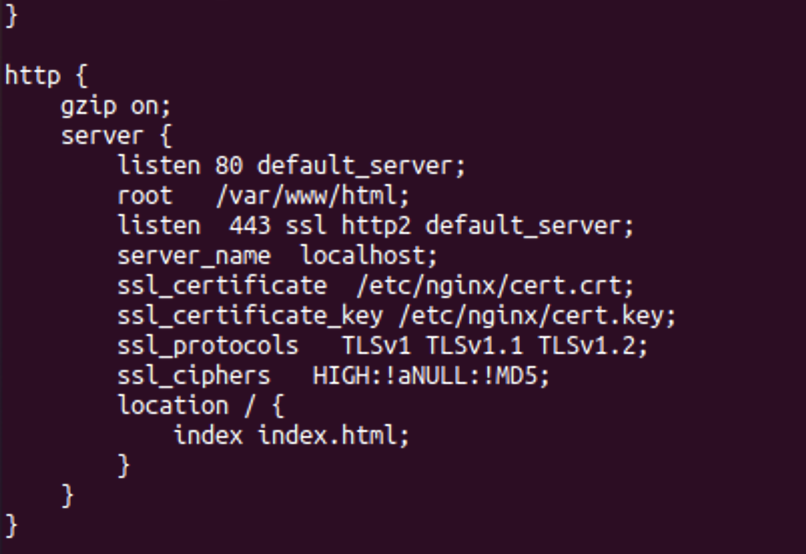 }
http {
    gzip on;
    server {
        listen 80 default_server;
        root   /var/www/html;
        listen  443 ssl http2 default_server;
        server_name  localhost;
        ssl_certificate  /etc/nginx/cert.crt;
        ssl_certificate_key /etc/nginx/cert.key;
        ssl_protocols   TLSv1 TLSv1.1 TLSv1.2;
        ssl_ciphers   HIGH:!aNULL:!MD5;
        location / {
            index index.html;
        }
    }
}